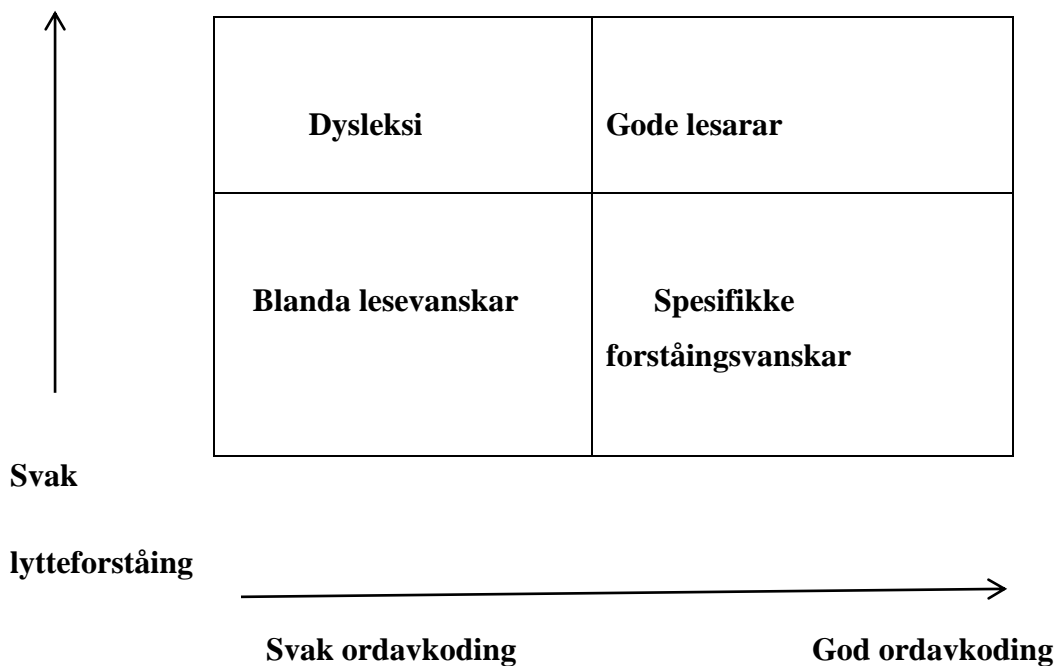 Dysleksi
Gode lesarar
Blanda lesevanskar
Spesifikke
forståingsvanskar
Svak
lytteforståing
Svak ordavkoding
God ordavkoding